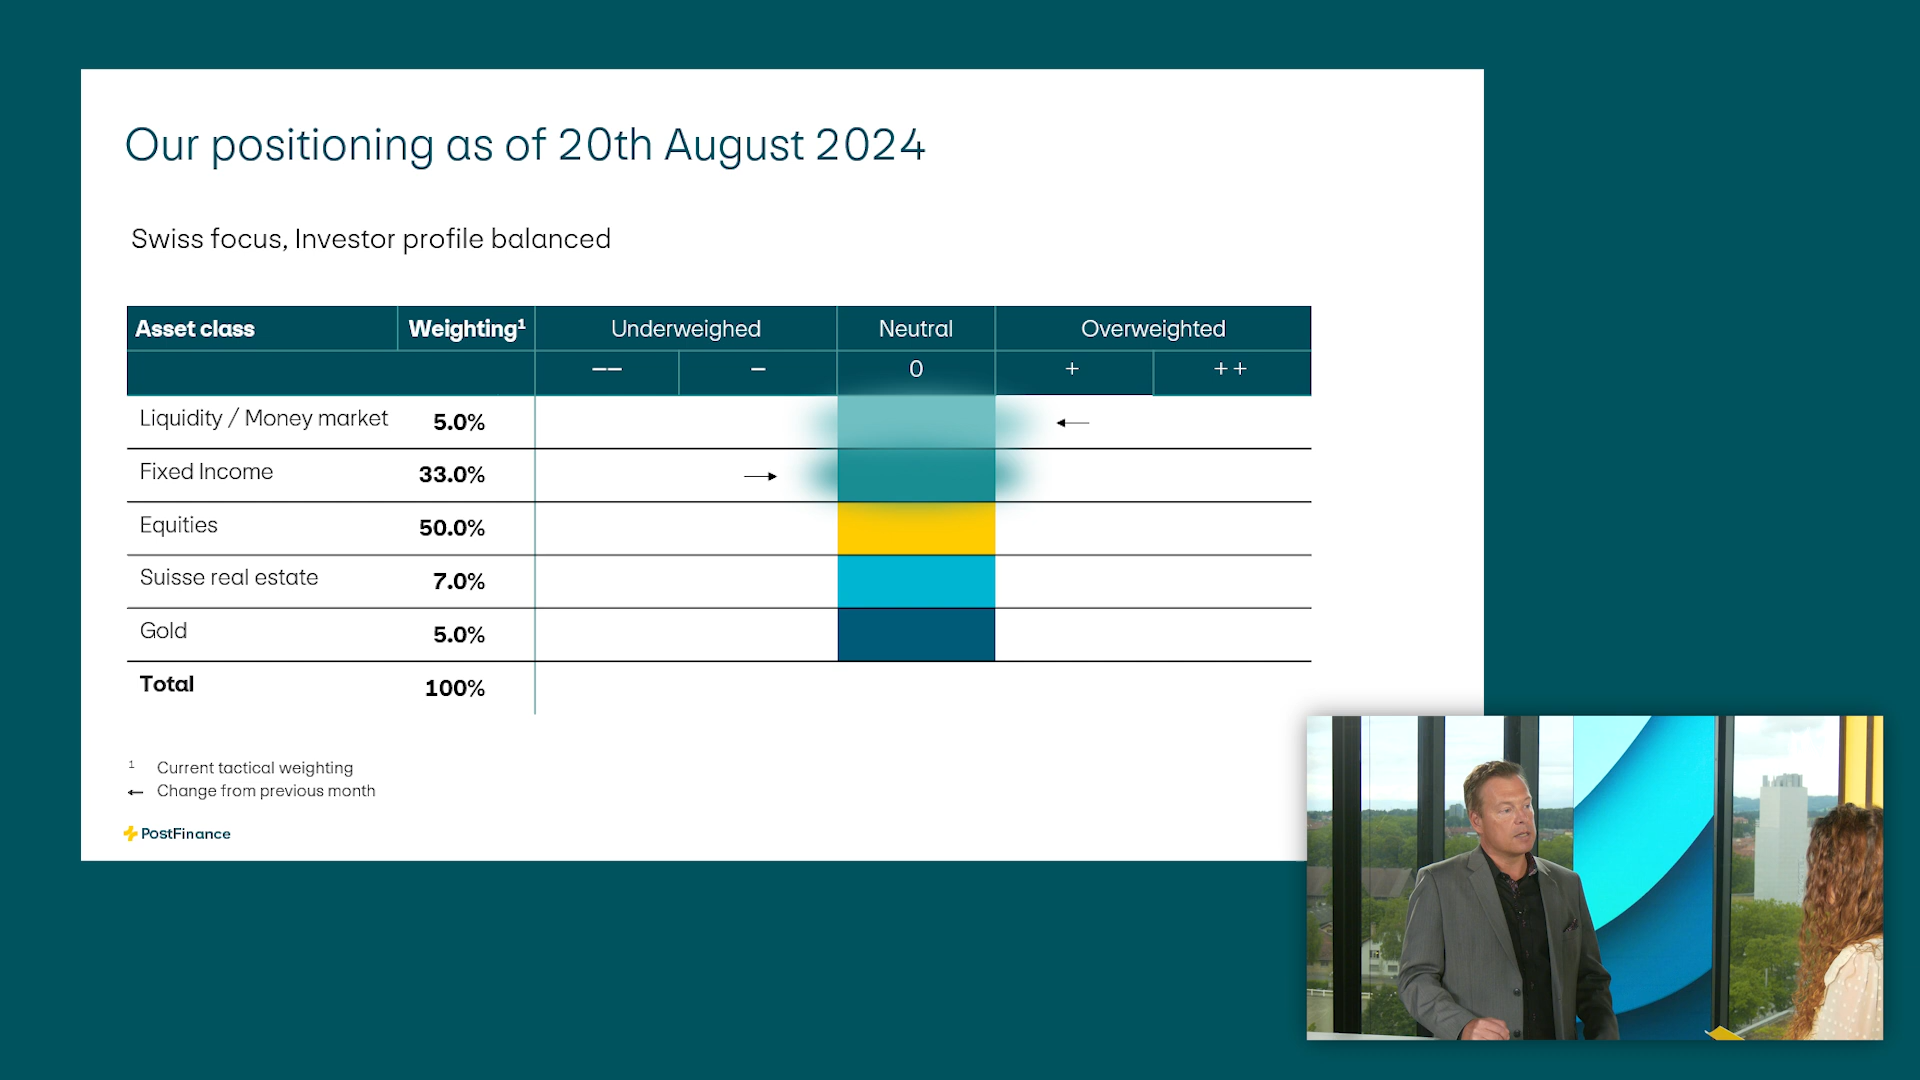 Our positioning as of 20th August 2024
Swiss focus, Investor profile balanced
Asset class Weighting¹ Underweighed Neutral Overweighted
−− − 0 + ++
Liquidity / Money market 5.0% ←
Fixed Income 33.0% →
Equities 50.0%
Suisse real estate 7.0%
Gold 5.0%
Total 100%
¹ Current tactical weighting
← Change from previous month
PostFinance